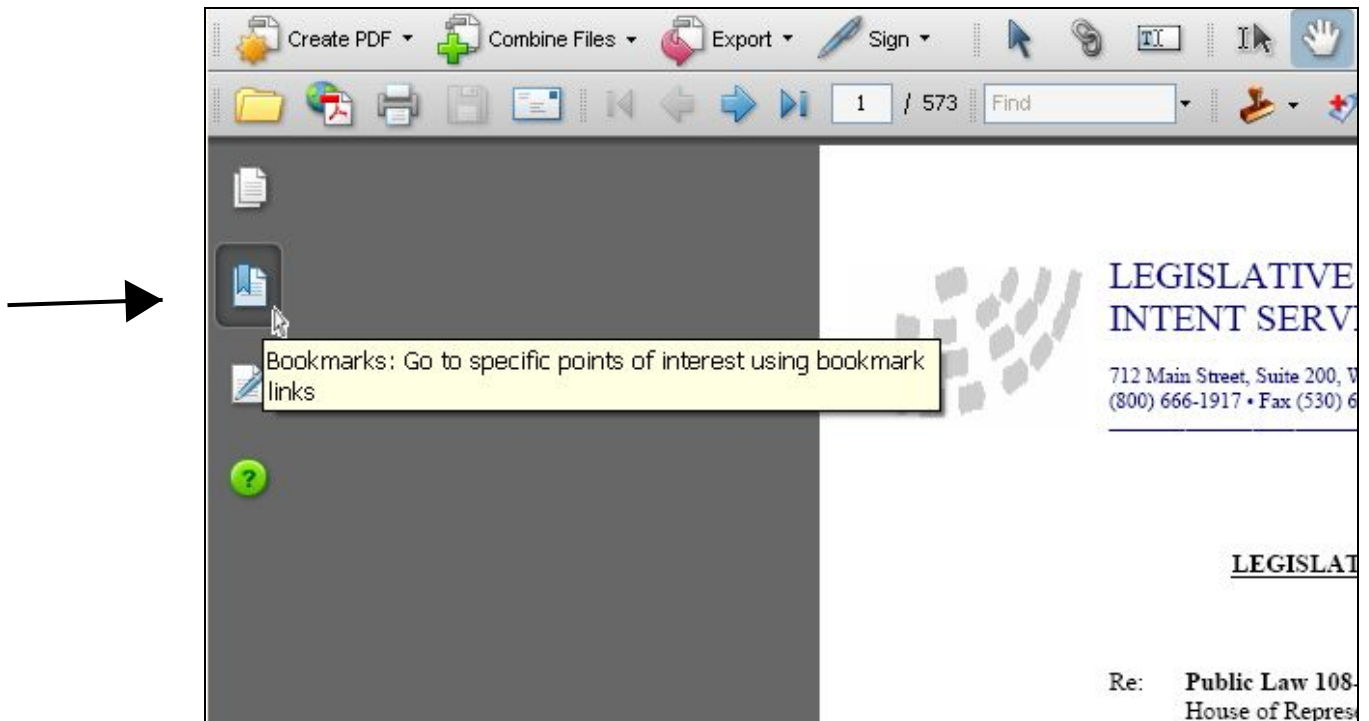 Create PDF Combine Files Export Sign
1 / 573 Find
Bookmarks: Go to specific points of interest using bookmark
links
?
LEGISLATIVE
INTENT SERV
712 Main Street, Suite 200,
(800) 666-1917 • Fax (530) 6
LEGISLAT
Re: Public Law 108-
House of Represe